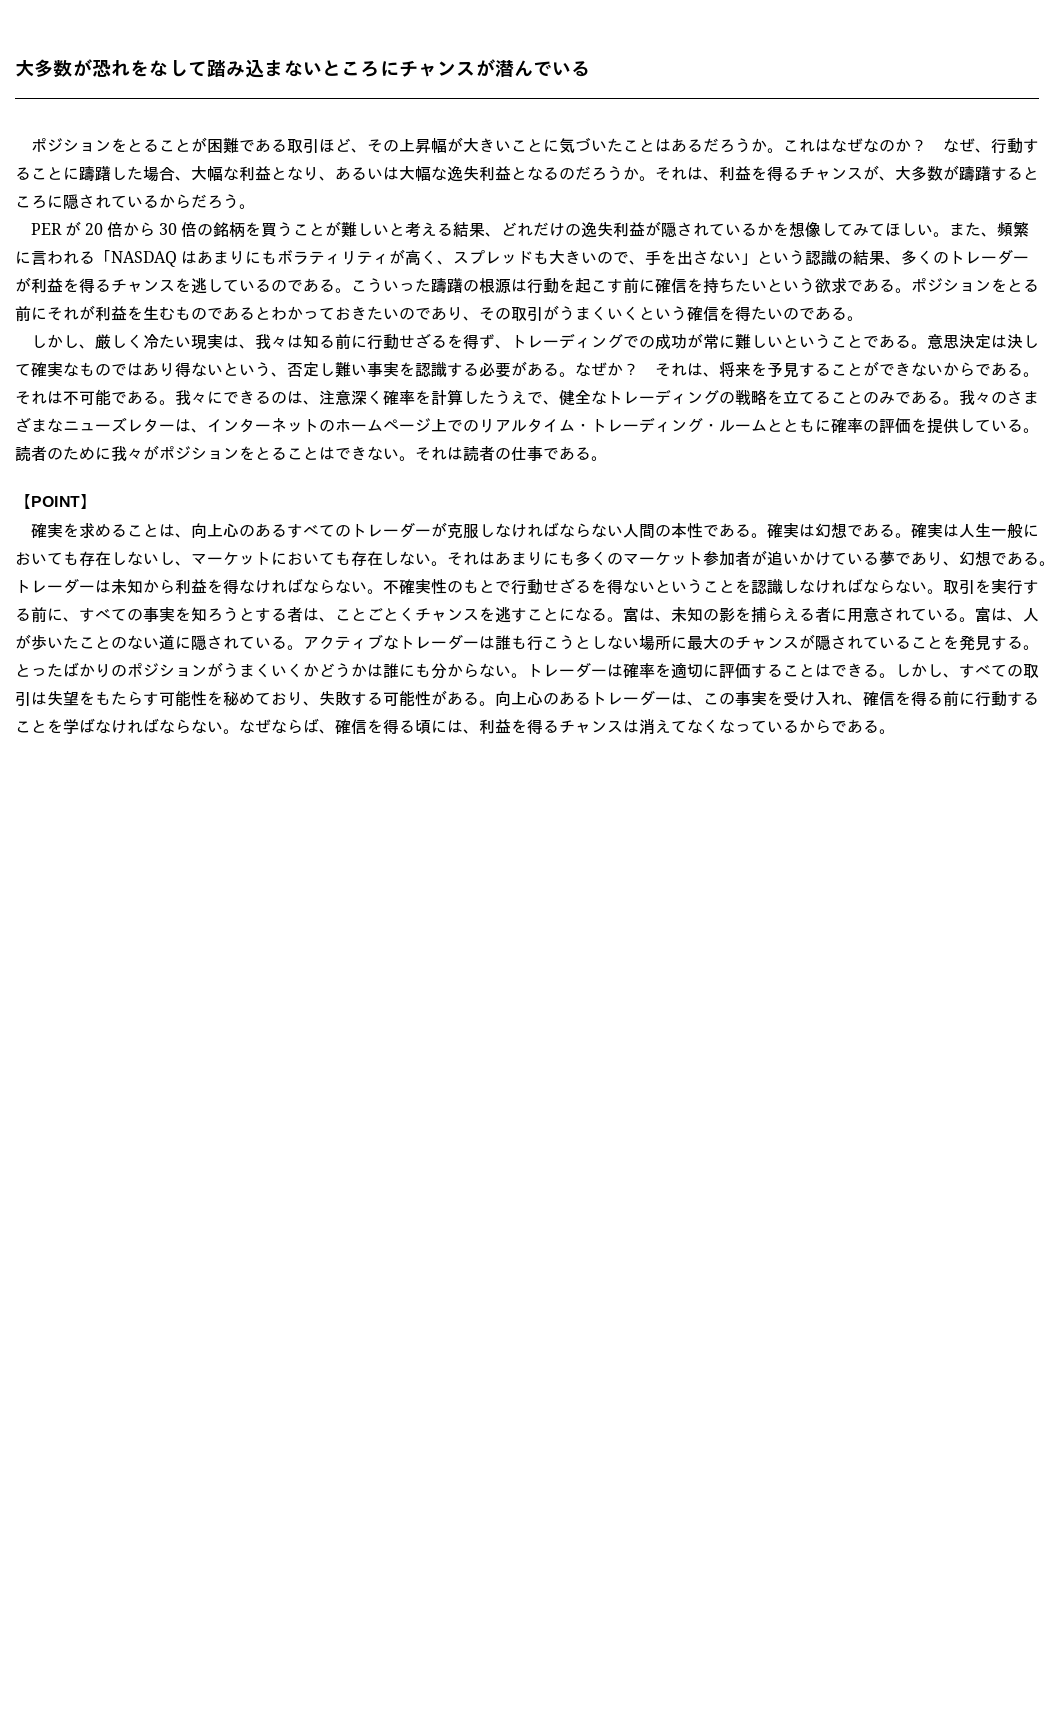 大多数が恐れをなして踏み込まないところにチャンスが潜んでいる
　ポジションをとることが困難である取引ほど、その上昇幅が大きいことに気づいたことはあるだろうか。これはなぜなのか？　なぜ、行動す
ることに躊躇した場合、大幅な利益となり、あるいは大幅な逸失利益となるのだろうか。それは、利益を得るチャンスが、大多数が躊躇すると
ころに隠されているからだろう。
　PER が 20 倍から 30 倍の銘柄を買うことが難しいと考える結果、どれだけの逸失利益が隠されているかを想像してみてほしい。また、頻繁
に言われる「NASDAQ はあまりにもボラティリティが高く、スプレッドも大きいので、手を出さない」という認識の結果、多くのトレーダー
が利益を得るチャンスを逃しているのである。こういった躊躇の根源は行動を起こす前に確信を持ちたいという欲求である。ポジションをとる
前にそれが利益を生むものであるとわかっておきたいのであり、その取引がうまくいくという確信を得たいのである。
　しかし、厳しく冷たい現実は、我々は知る前に行動せざるを得ず、トレーディングでの成功が常に難しいということである。意思決定は決し
て確実なものではあり得ないという、否定し難い事実を認識する必要がある。なぜか？　それは、将来を予見することができないからである。
それは不可能である。我々にできるのは、注意深く確率を計算したうえで、健全なトレーディングの戦略を立てることのみである。我々のさま
ざまなニューズレターは、インターネットのホームページ上でのリアルタイム・トレーディング・ルームとともに確率の評価を提供している。
読者のために我々がポジションをとることはできない。それは読者の仕事である。
【POINT】
　確実を求めることは、向上心のあるすべてのトレーダーが克服しなければならない人間の本性である。確実は幻想である。確実は人生一般に
おいても存在しないし、マーケットにおいても存在しない。それはあまりにも多くのマーケット参加者が追いかけている夢であり、幻想である。
トレーダーは未知から利益を得なければならない。不確実性のもとで行動せざるを得ないということを認識しなければならない。取引を実行す
る前に、すべての事実を知ろうとする者は、ことごとくチャンスを逃すことになる。富は、未知の影を捕らえる者に用意されている。富は、人
が歩いたことのない道に隠されている。アクティブなトレーダーは誰も行こうとしない場所に最大のチャンスが隠されていることを発見する。
とったばかりのポジションがうまくいくかどうかは誰にも分からない。トレーダーは確率を適切に評価することはできる。しかし、すべての取
引は失望をもたらす可能性を秘めており、失敗する可能性がある。向上心のあるトレーダーは、この事実を受け入れ、確信を得る前に行動する
ことを学ばなければならない。なぜならば、確信を得る頃には、利益を得るチャンスは消えてなくなっているからである。